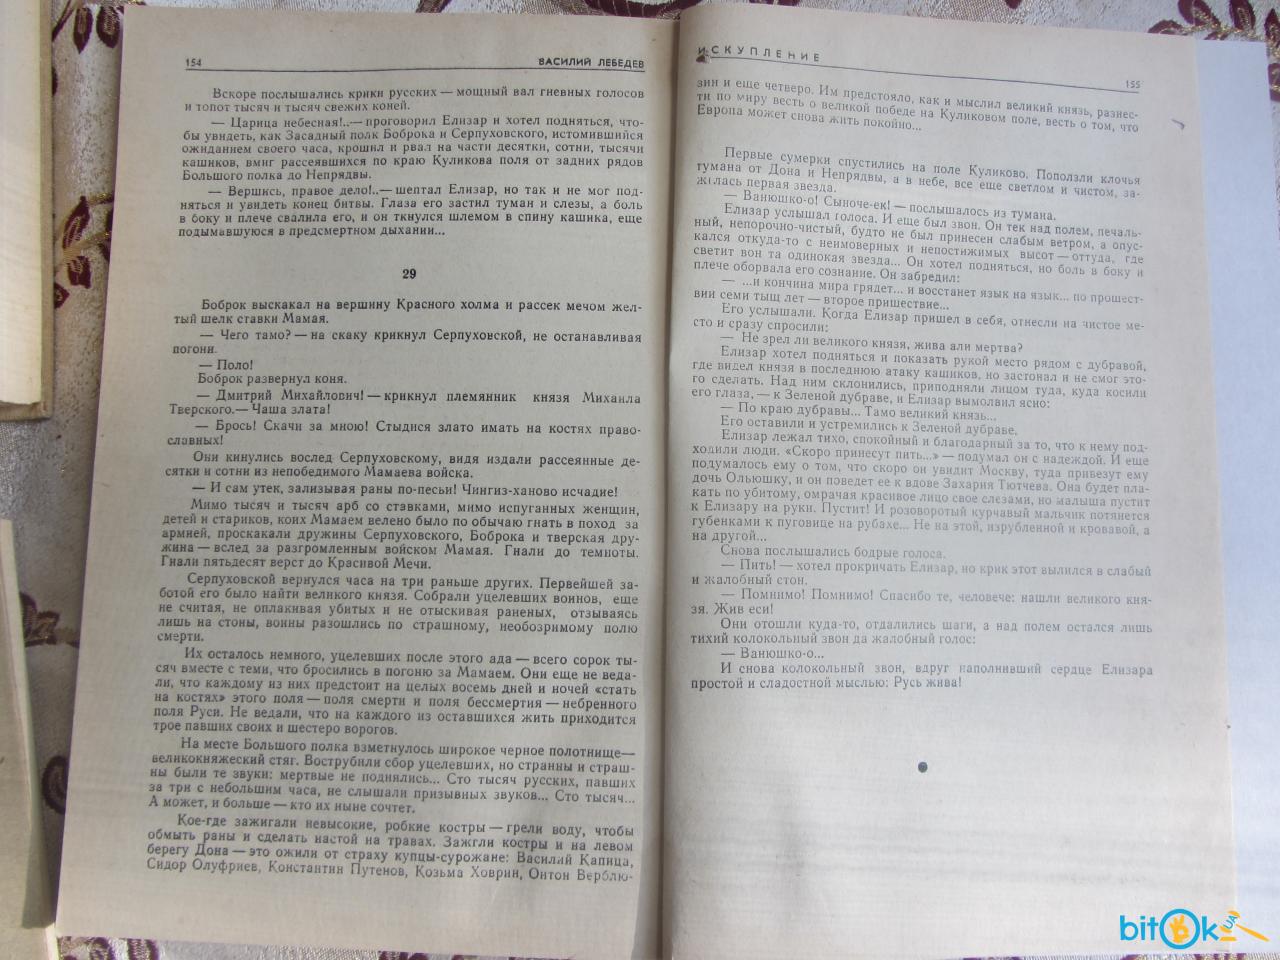 154 ВАСИЛИЙ ЛЕБЕДЕВ
Вскоре послышались крики русских — мощный вал гневных голосов
и топот тысяч и тысяч свежих коней.
— Царица небесная!..— проговорил Елизар и хотел подняться, что-
бы увидеть, как Засадный полк Боброка и Серпуховского, истомившийся
ожиданием своего часа, крошил и рвал на части десятки, сотни, тысячи
кашиков, вмиг рассеявшихся по краю Куликова поля от задних рядов
Большого полка до Непрядвы.
— Вершись, правое дело!..— шептал Елизар, но так и не мог под-
няться и увидеть конец битвы. Глаза его застил туман и слезы, а боль
в боку и плече свалила его, и он ткнулся шлемом в спину кашика, еще
подымавшуюся в предсмертном дыхании...
29
Боброк выскакал на вершину Красного холма и рассек мечом жел-
тый шелк ставки Мамая.
— Чего тамо? — на скаку крикнул Серпуховской, не останавливая
погони.
— Поло!
Боброк развернул коня.
— Дмитрий Михайлович! — крикнул племянник князя Михаила
Тверского.— Чаша злата!
— Брось! Скачи за мною! Стыдися злато имать на костях право-
славных!
Они кинулись вослед Серпуховскому, видя издали рассеянные де-
сятки и сотни из непобедимого Мамаева войска.
— И сам утек, зализывая раны по-песьи! Чингиз-ханово исчадие!
Мимо тысяч и тысяч арб со ставками, мимо испуганных женщин,
детей и стариков, коих Мамаем велено было по обычаю гнать в поход за
армией, проскакали дружины Серпуховского, Боброка и тверская дру-
жина — вслед за разгромленным войском Мамая. Гнали до темноты.
Гнали пятьдесят верст до Красивой Мечи.
Серпуховской вернулся часа на три раньше других. Первейшей за-
ботой его было найти великого князя. Собрали уцелевших воинов, еще
не считая, не оплакивая убитых и не отыскивая раненых, отзываясь
лишь на стоны, воины разошлись по страшному, необозримому полю
смерти.
Их осталось немного, уцелевших после этого ада — всего сорок ты-
сяч вместе с теми, что бросились в погоню за Мамаем. Они еще не веда-
ли, что каждому из них предстоит на целых восемь дней и ночей «стать
на костях» этого поля — поля смерти и поля бессмертия — небренного
поля Руси. Не ведали, что на каждого из оставшихся жить приходится
трое павших своих и шестеро ворогов.
На месте Большого полка взметнулось широкое черное полотнище—
великокняжеский стяг. Вострубили сбор уцелевших, но странны и страш-
ны были те звуки: мертвые не поднялись... Сто тысяч русских, павших
за три с небольшим часа, не слышали призывных звуков... Сто тысяч...
А может, и больше — кто их ныне сочтет.
Кое-где зажигали невысокие, робкие костры — грели воду, чтобы
обмыть раны и сделать настой на травах. Зажгли костры и на левом
берегу Дона — это ожили от страху купцы-сурожане: Василий Капица,
Сидор Олуфриев, Константин Путенов, Козьма Ховрин, Онтон Верблю-
ИСКУПЛЕНИЕ 155
зин и еще четверо. Им предстояло, как и мыслил великий князь, разнес-
ти по миру весть о великой победе на Куликовом поле, весть о том, что
Европа может снова жить покойно...
Первые сумерки спустились на поле Куликово. Поползли клочья
тумана от Дона и Непрядвы, а в небе, все еще светлом и чистом, за-
жглась первая звезда.
— Ванюшко-о! Сыноче-ек! — послышалось из тумана.
Елизар услышал голоса. И еще был звон. Он тек над полем, печаль-
ный, непорочно-чистый, будто не был принесен слабым ветром, а опус-
кался откуда-то с неимоверных и непостижимых высот — оттуда, где
светит вон та одинокая звезда... Он хотел подняться, но боль в боку и
плече оборвала его сознание. Он забредил:
— ...и кончина мира грядет... и восстанет язык на язык... по прошест-
вии семи тыщ лет — второе пришествие...
Его услышали. Когда Елизар пришел в себя, отнесли на чистое ме-
сто и сразу спросили:
— Не зрел ли великого князя, жива али мертва?
Елизар хотел подняться и показать рукой место рядом с дубравой,
где видел князя в последнюю атаку кашиков, но застонал и не смог это-
го сделать. Над ним склонились, приподняли лицом туда, куда косили
его глаза,— к Зеленой дубраве, и Елизар вымолвил ясно:
— По краю дубравы... Тамо великий князь...
Его оставили и устремились к Зеленой дубраве.
Елизар лежал тихо, спокойный и благодарный за то, что к нему под-
ходили люди. «Скоро принесут пить...» — подумал он с надеждой. И еще
подумалось ему о том, что скоро он увидит Москву, туда привезут ему
дочь Ольюшку, и он поведет ее к вдове Захария Тютчева. Она будет пла-
кать по убитому, омрачая красивое лицо свое слезами, но малыша пустит
к Елизару на руки. Пустит! И розоворотый курчавый мальчик потянется
губенками к пуговице на рубахе... Не на этой, изрубленной и кровавой, а
на другой...
Снова послышались бодрые голоса.
— Пить! — хотел прокричать Елизар, но крик этот вылился в слабый
и жалобный стон.
— Помнимо! Помнимо! Спасибо те, человече: нашли великого кня-
зя. Жив еси!
Они отошли куда-то, отдалились шаги, а над полем остался лишь
тихий колокольный звон да жалобный голос:
— Ванюшко-о...
И снова колокольный звон, вдруг наполнивший сердце Елизара
простой и сладостной мыслью: Русь жива!
bitOk UA